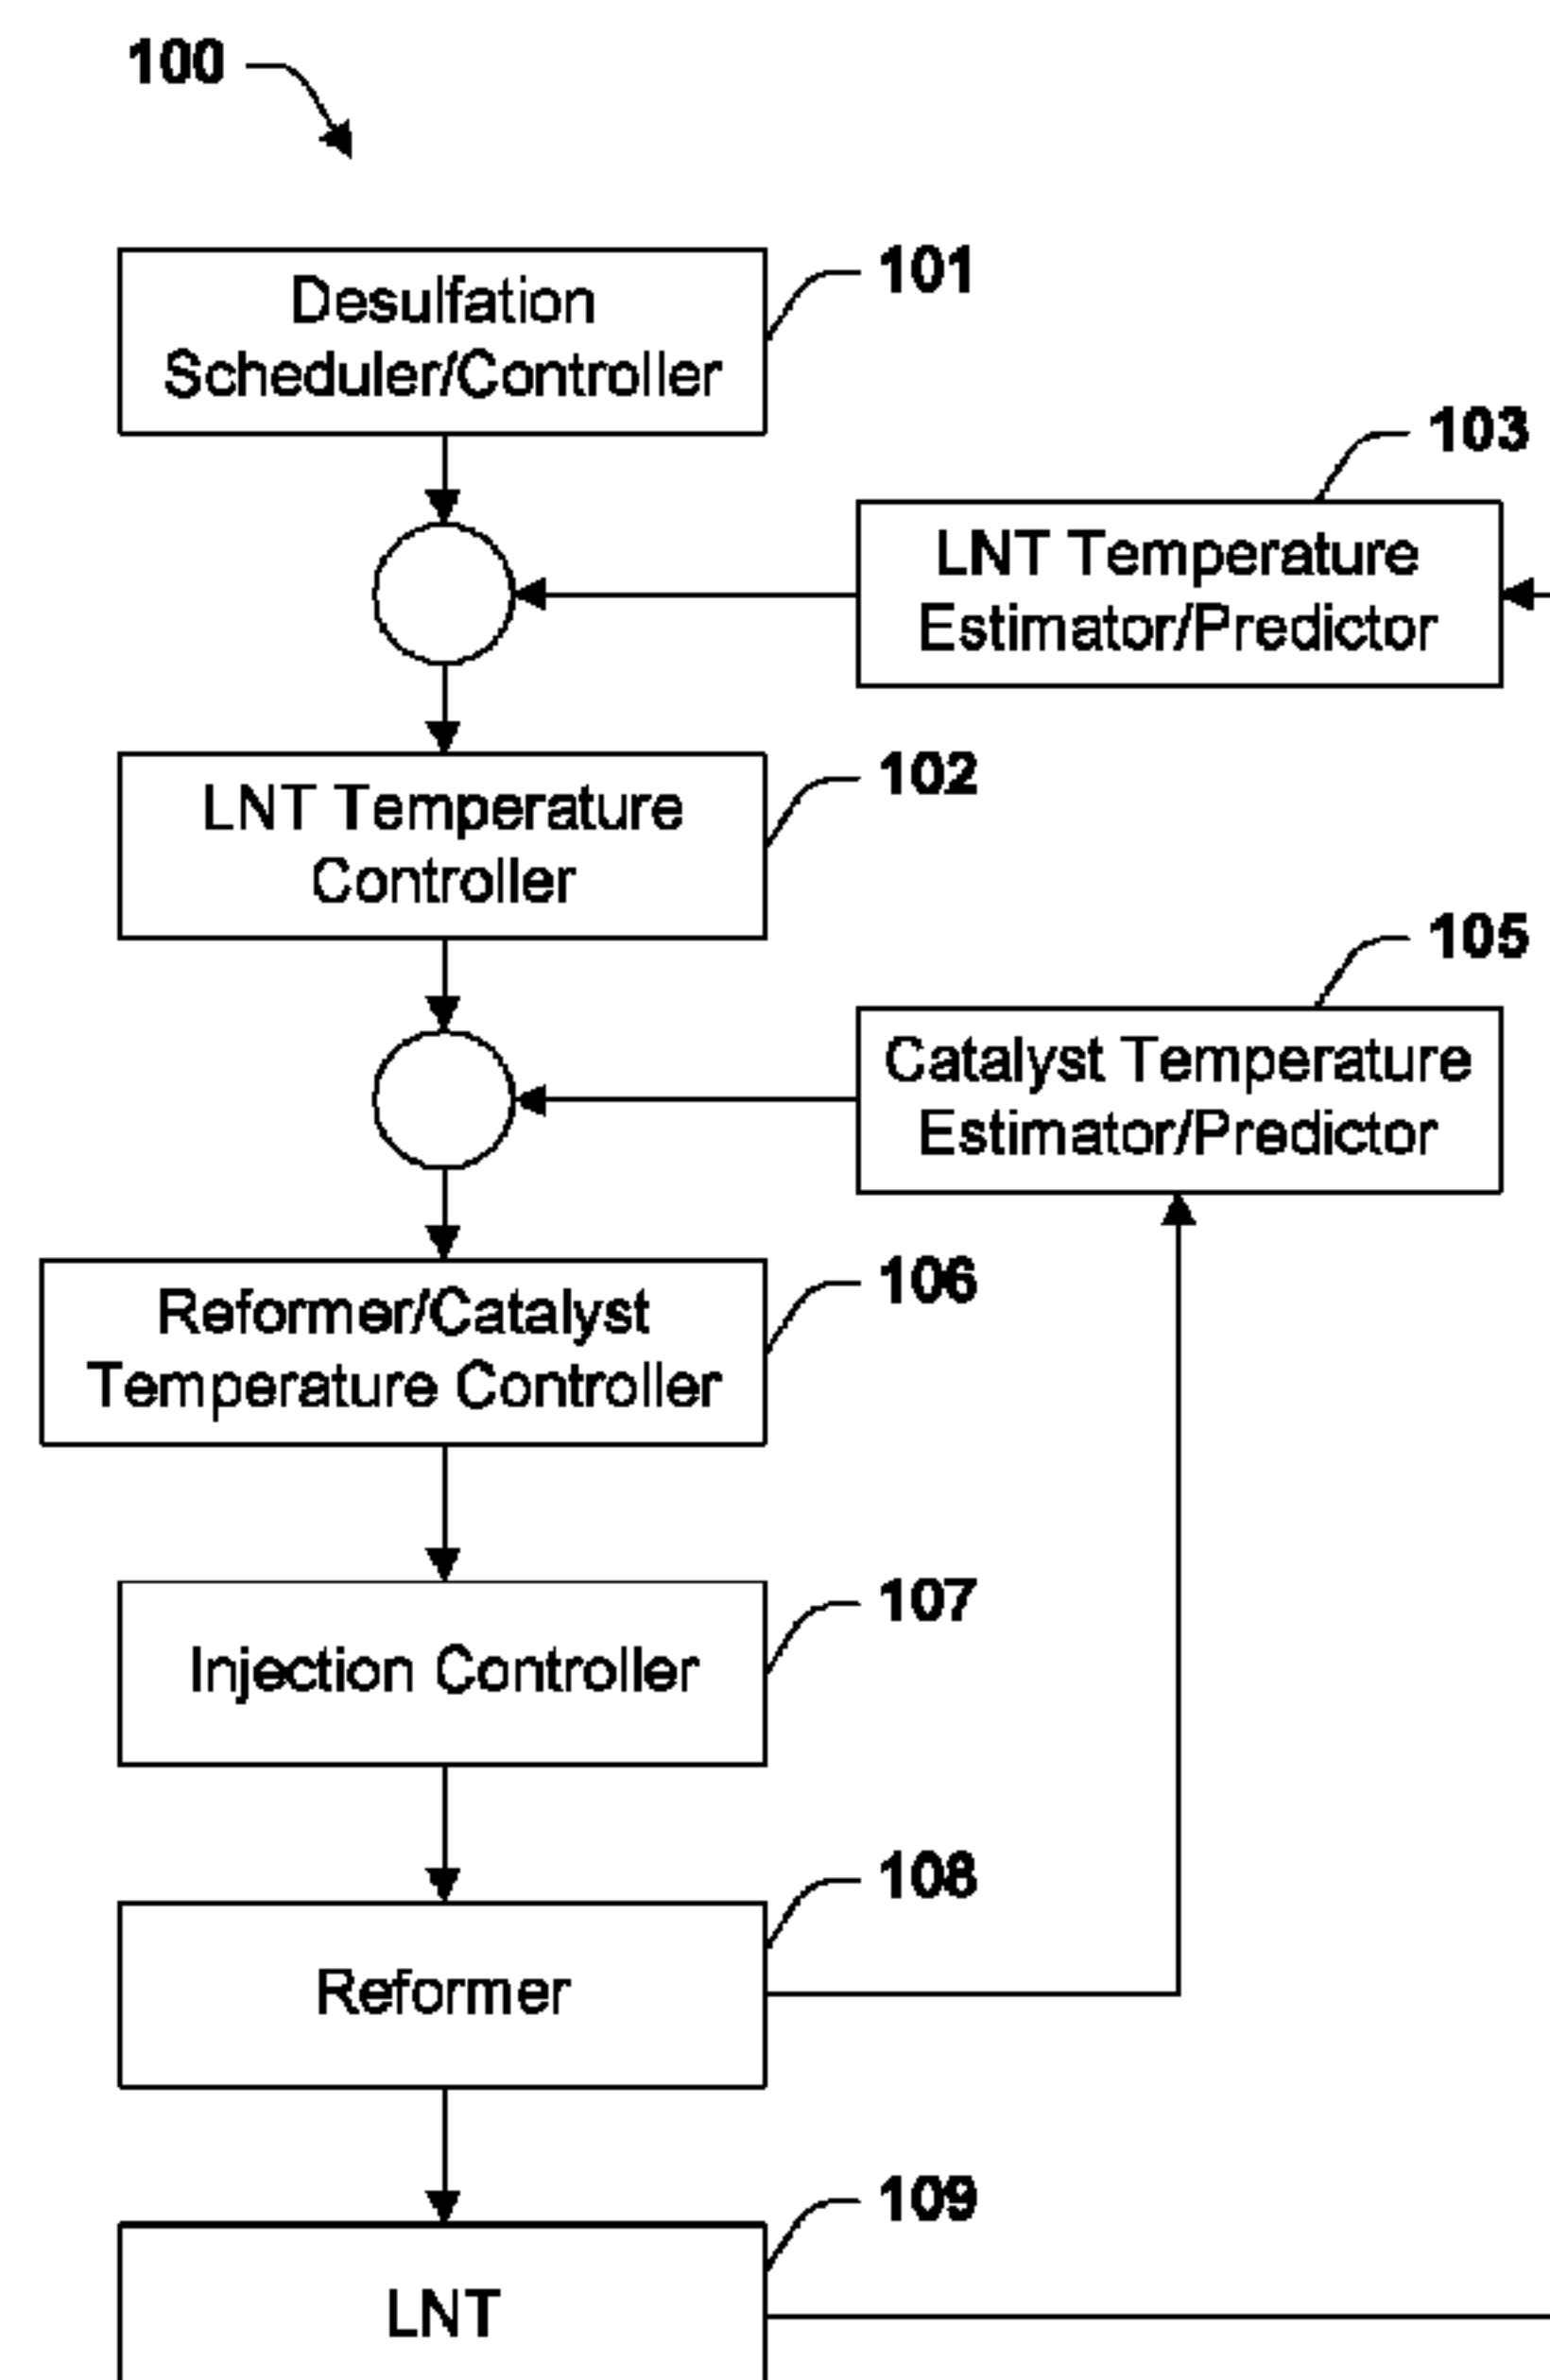 100
Desulfation
Scheduler/Controller
101
103
LNT Temperature
Estimator/Predictor
LNT Temperature
Controller
102
105
Catalyst Temperature
Estimator/Predictor
Reformer/Catalyst
Temperature Controller
106
Injection Controller
107
Reformer
108
LNT
109